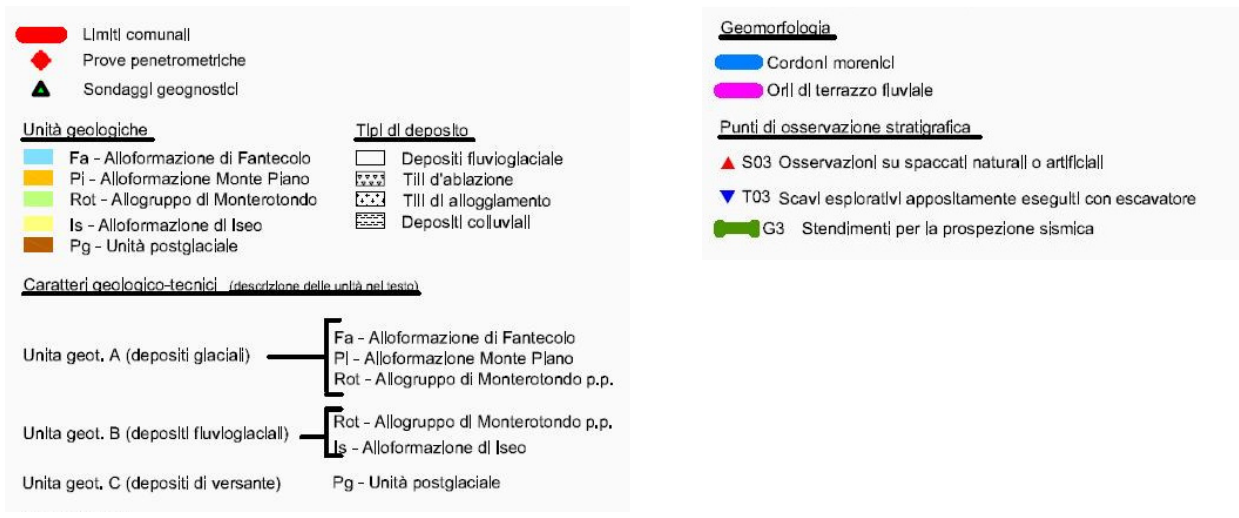 Limiti comunali
Prove penetrometriche
Sondaggi geognostici
Unità geologiche
Fa - Alloformazione di Fantecolo
Pi - Alloformazione Monte Piano
Rot - Allogruppo di Monterotondo
Is - Alloformazione di Iseo
Pg - Unità postglaciale
Tipi di deposito
Depositi fluvioglaciale
Till d'ablazione
Till di alloggamento
Depositi colluviali
Caratteri geologico-tecnici (descrizione delle unità nel testo)
Unita geot. A (depositi glaciali)
Fa - Alloformazione di Fantecolo
Pi - Alloformazione Monte Piano
Rot - Allogruppo di Monterotondo p.p.
Unita geot. B (depositi fluvioglaciali)
Rot - Allogruppo di Monterotondo p.p.
Is - Alloformazione di Iseo
Unita geot. C (depositi di versante) Pg - Unità postglaciale
Geomorfologia
Cordoni morenici
Orli di terrazzo fluviale
Punti di osservazione stratigrafica
S03 Osservazioni su spaccati naturali o artificiali
T03 Scavi esplorativi appositamente eseguiti con escavatore
G3 Stendimenti per la prospezione sismica